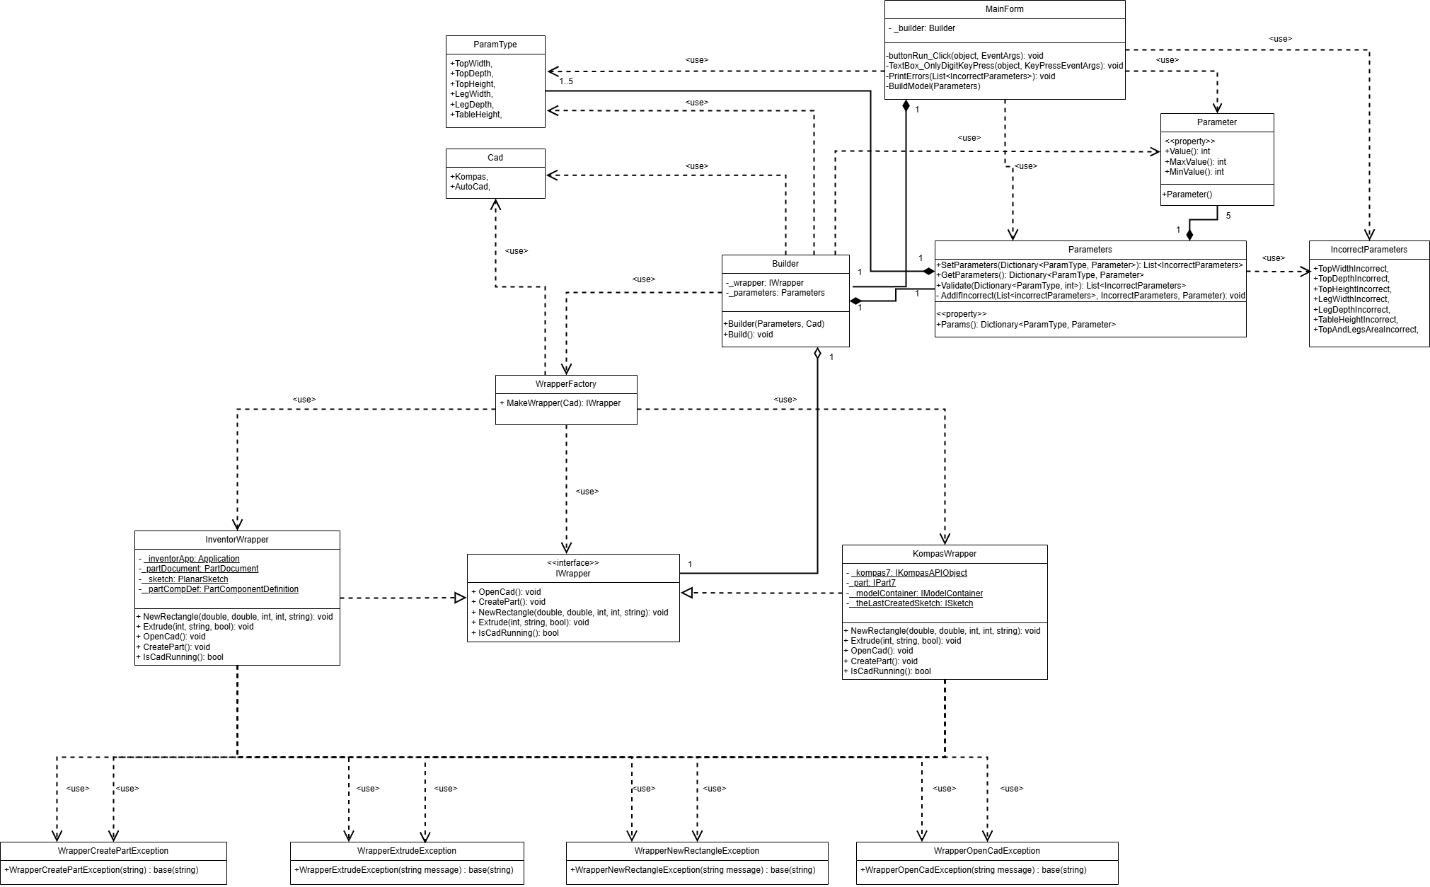 MainForm
- _builder: Builder
-buttonRun_Click(object, EventArgs): void
-TextBox_OnlyDigitKeyPress(object, KeyPressEventArgs): void
-PrintErrors(List<IncorrectParameters>): void
-BuildModel(Parameters)
<use>
<use>
<use>
ParamType
+TopWidth,
+TopDepth,
+TopHeight,
+LegWidth,
+LegDepth,
+TableHeight,
1..5
<use>
1
Parameter
<<property>>
+Value(): int
+MaxValue(): int
+MinValue(): int
+Parameter()
<use>
<use>
Cad
+Kompas,
+AutoCad,
<use>
5
1
<use>
Builder
-_wrapper: IWrapper
-_parameters: Parameters
+Builder(Parameters, Cad)
+Build(): void
1
1
1
1
1
Parameters
+SetParameters(Dictionary<ParamType, Parameter>): List<IncorrectParameters>
+GetParameters(): Dictionary<ParamType, Parameter>
+Validate(Dictionary<ParamType, int>): List<IncorrectParameters>
- AddIfIncorrect(List<incorrectParameters>, IncorrectParameters, Parameter): void
<<property>>
+ Params(): Dictionary<ParamType, Parameter>
<use>
IncorrectParameters
+TopWidthIncorrect,
+TopDepthIncorrect,
+TopHeightIncorrect,
+LegWidthIncorrect,
+LegDepthIncorrect,
+TableHeightIncorrect,
+TopAndLegsAreaIncorrect,
<use>
WrapperFactory
+ MakeWrapper(Cad): IWrapper
<use>
<use>
<use>
InventorWrapper
- _inventorApp: Application
-_partDocument: PartDocument
- _sketch: PlanarSketch
- _partCompDef: PartComponentDefinition
+ NewRectangle(double, double, int, int, string): void
+ Extrude(int, string, bool): void
+ OpenCad(): void
+ CreatePart(): void
+ IsCadRunning(): bool
<<interface>>
IWrapper
+ OpenCad(): void
+ CreatePart(): void
+ NewRectangle(double, double, int, int, string): void
+ Extrude(int, string, bool): void
+ IsCadRunning(): bool
1
KompasWrapper
- _kompas7: IKompasAPIObject
-_part: IPart7
- _modelContainer: IModelContainer
- _theLastCreatedSketch: ISketch
+ NewRectangle(double, double, int, int, string): void
+ Extrude(int, string, bool): void
+ OpenCad(): void
+ CreatePart(): void
+ IsCadRunning(): bool
<use>
<use>
<use>
<use>
<use>
<use>
<use>
<use>
WrapperCreatePartException
+WrapperCreatePartException(string) : base(string)
WrapperExtrudeException
+WrapperExtrudeException(string message) : base(string)
WrapperNewRectangleException
+WrapperNewRectangleException(string message) : base(string)
WrapperOpenCadException
+WrapperOpenCadException(string message) : base(string)